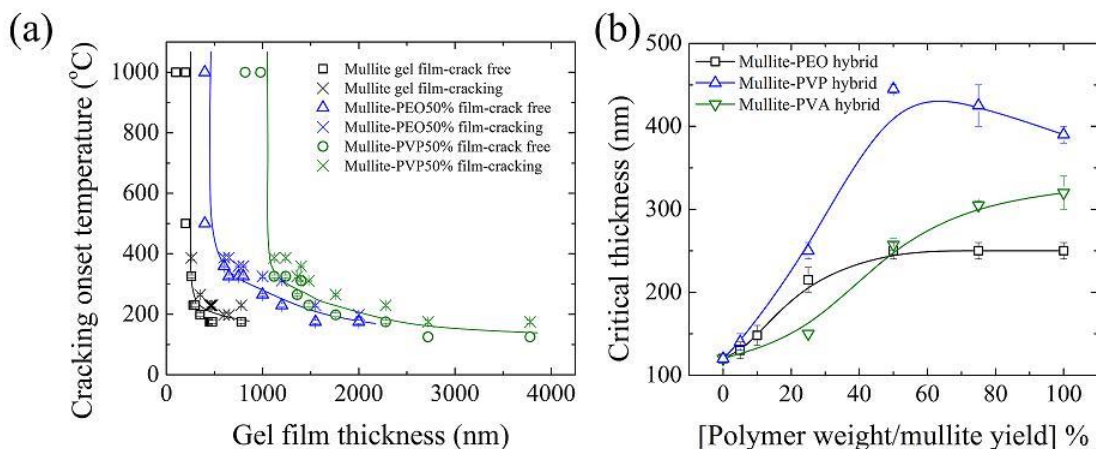 (a)
Cracking onset temperature (°C)
1000
800
600
400
200
0
Mullite gel film-crack free
Mullite gel film-cracking
Mullite-PEO50% film-crack free
Mullite-PEO50% film-cracking
Mullite-PVP50% film-crack free
Mullite-PVP50% film-cracking
0 1000 2000 3000 4000
Gel film thickness (nm)
(b)
Critical thickness (nm)
500
400
300
200
100
Mullite-PEO hybrid
Mullite-PVP hybrid
Mullite-PVA hybrid
0 20 40 60 80 100
[Polymer weight/mullite yield] %